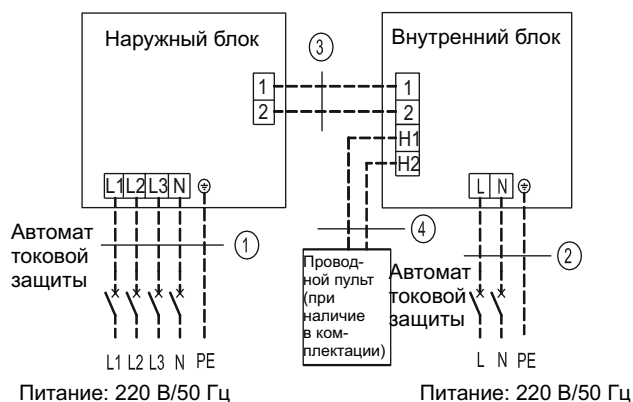 Наружный блок
Внутренний блок
3
1
2
1
2
H1
H2
L1 L2 L3 N
L N
Автомат
токовой
защиты
1
4
2
Провод-
ной пульт
(при
наличие
в ком-
плектации)
Автомат
токовой
защиты
L1 L2 L3 N PE
L N PE
Питание: 220 В/50 Гц
Питание: 220 В/50 Гц